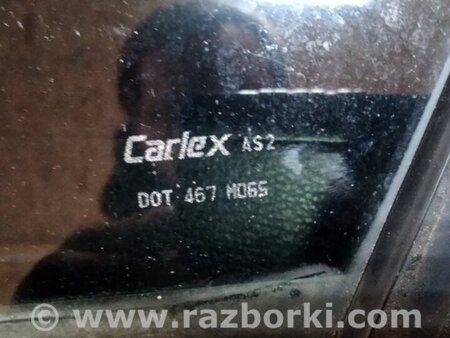 Carlex AS2
DOT 467 M06S
© www.razborki.com